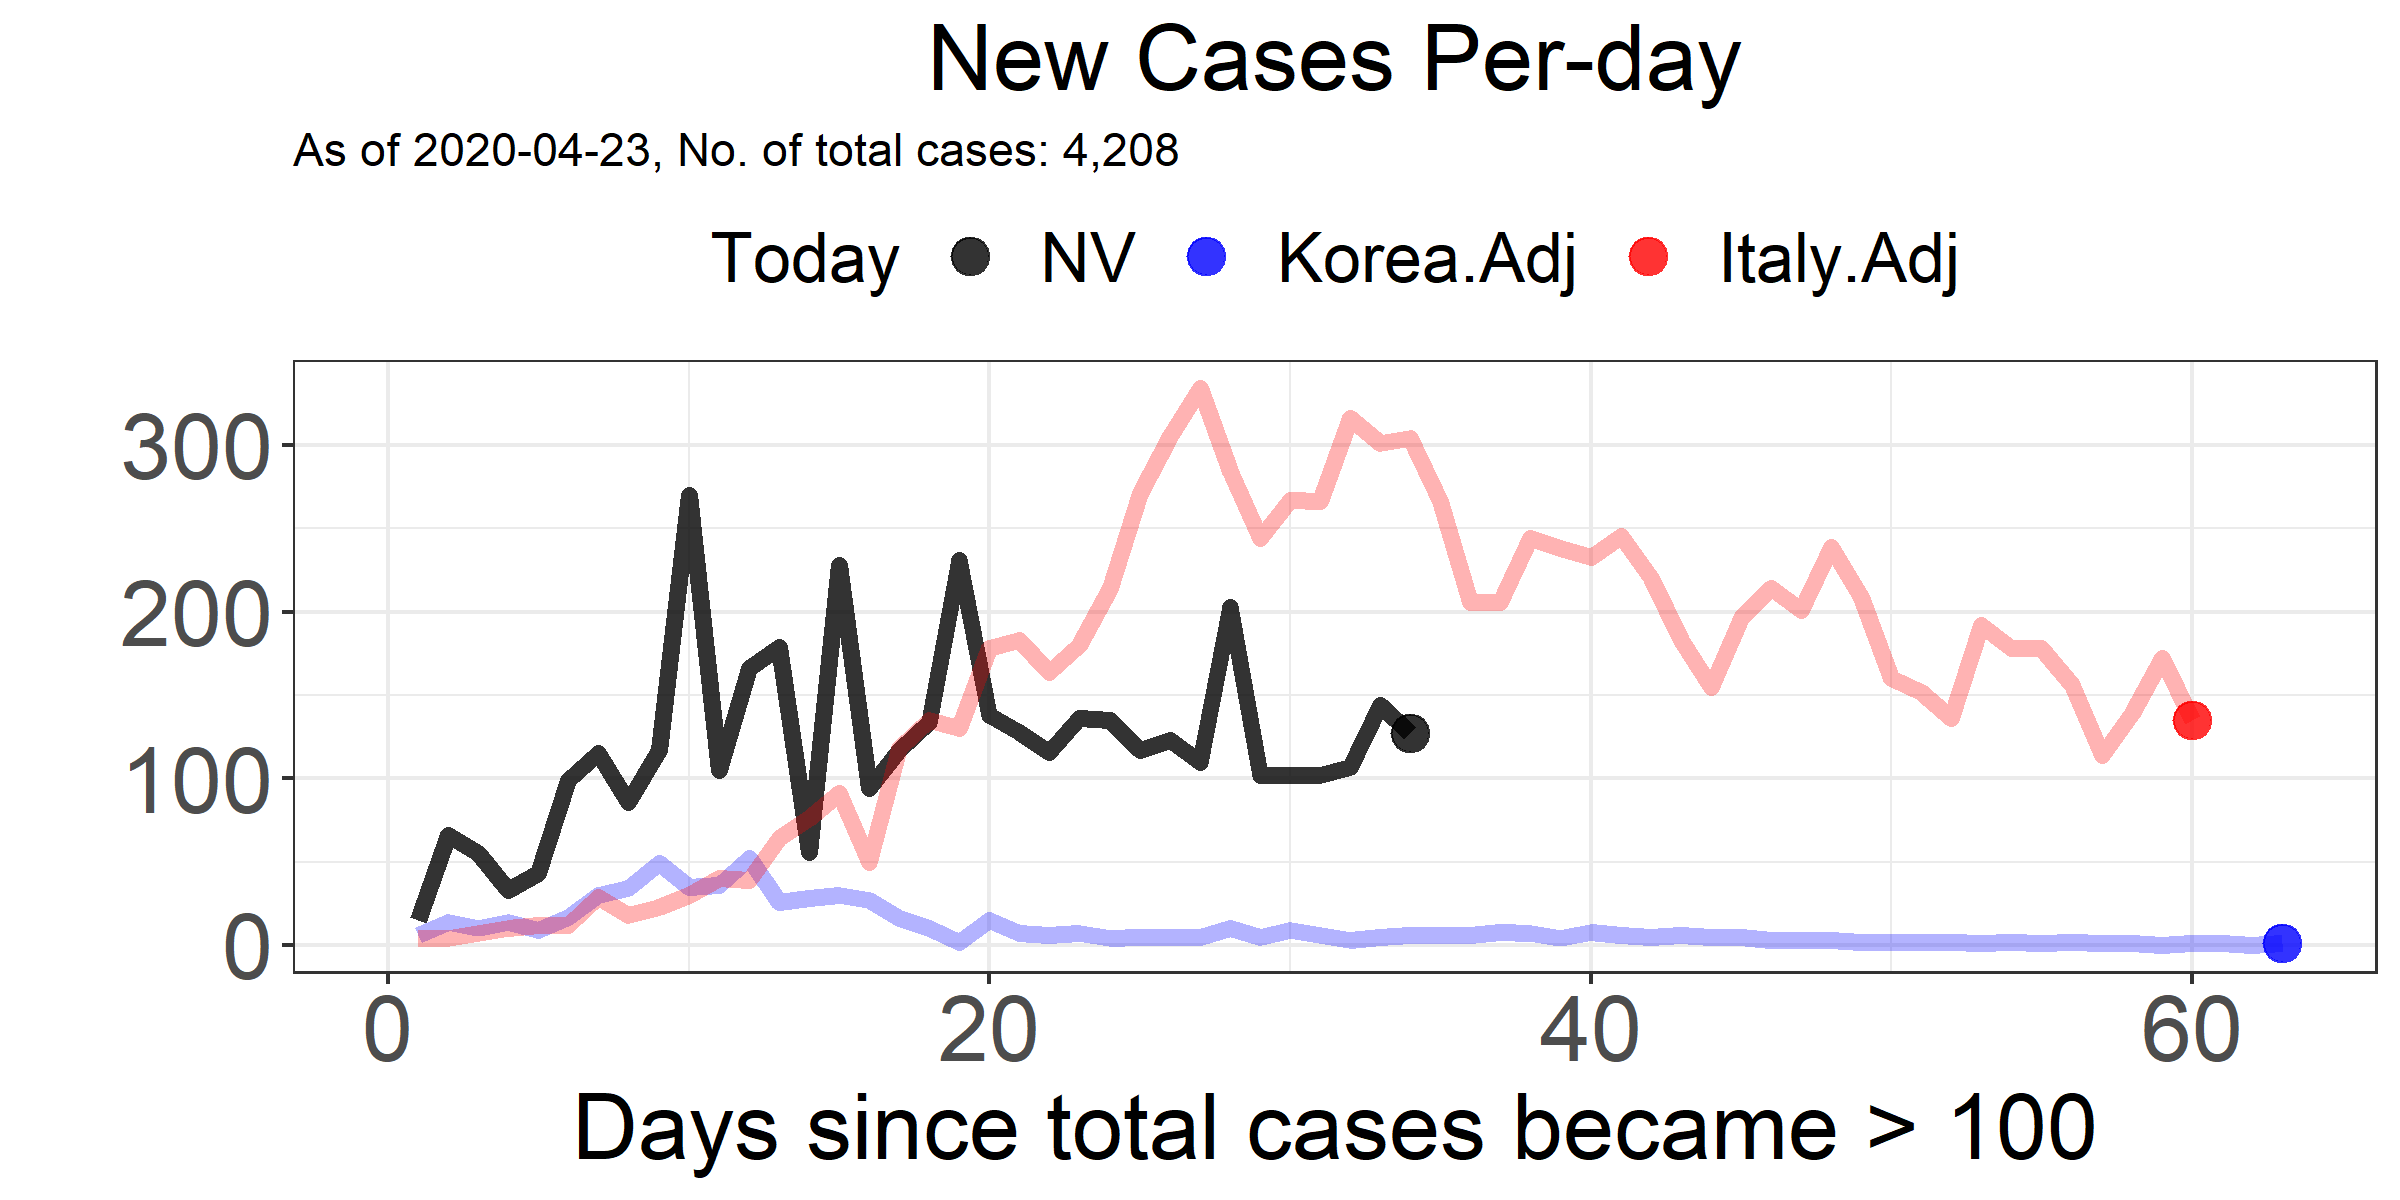 New Cases Per-day
As of 2020-04-23, No. of total cases: 4,208
Today NV Korea.Adj Italy.Adj
300
200
100
0
0 20 40 60
Days since total cases became > 100